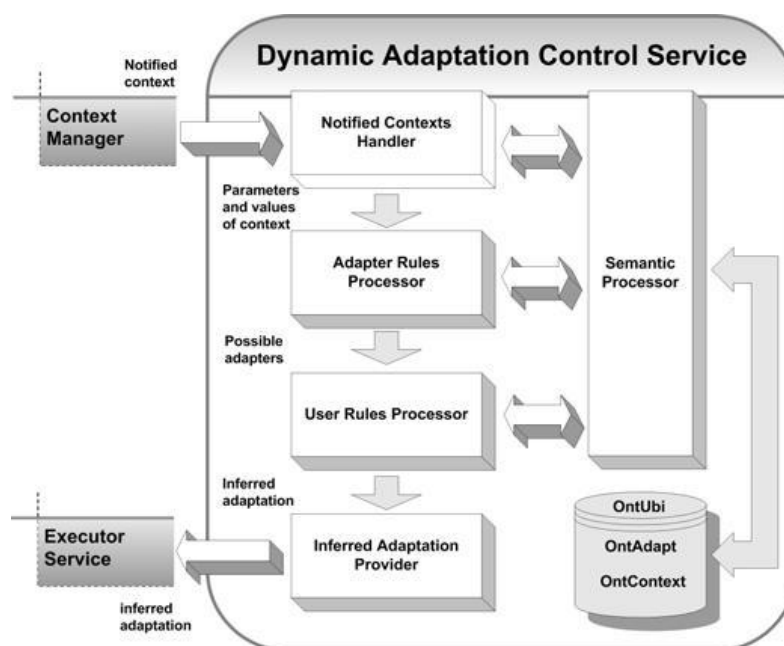 Dynamic Adaptation Control Service
Notified
context
Context
Manager
Notified Contexts
Handler
Parameters
and values
of context
Adapter Rules
Processor
Semantic
Processor
Possible
adapters
User Rules Processor
Inferred
adaptation
Executor
Service
Inferred Adaptation
Provider
inferred
adaptation
OntUbi
OntAdapt
OntContext